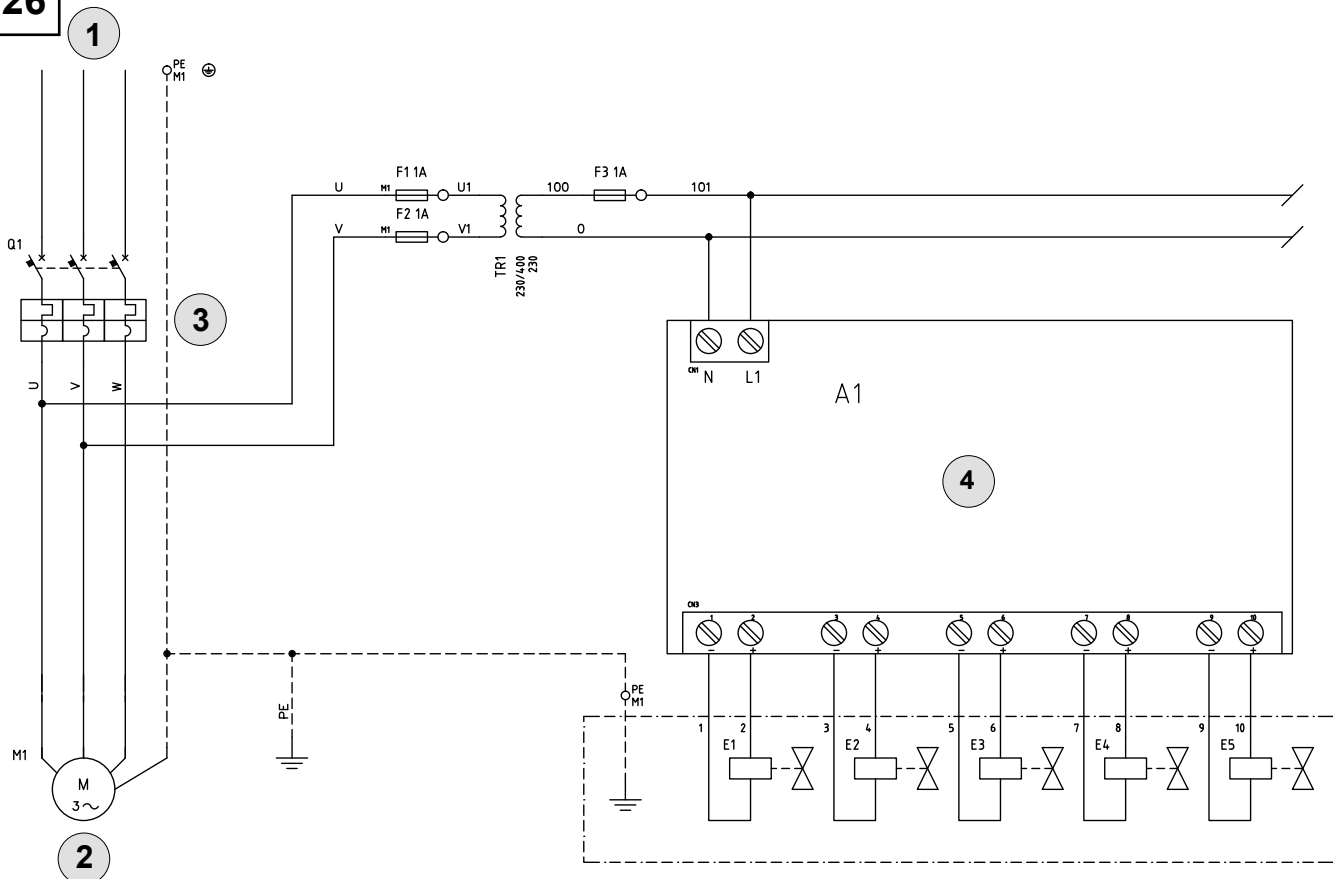 26
1
PE
M1
F1 1A
F3 1A
U
M1
U1
100
101
F2 1A
V
M1
V1
0
Q1
TR1
230/400
230
3
CN1
N
L1
U
V
W
A1
4
CN3
1
2
3
4
5
6
7
8
9
10
-
+
-
+
-
+
-
+
-
+
PE
M1
PE
1
2
3
4
5
6
7
8
9
10
M1
E1
E2
E3
E4
E5
M
3~
2